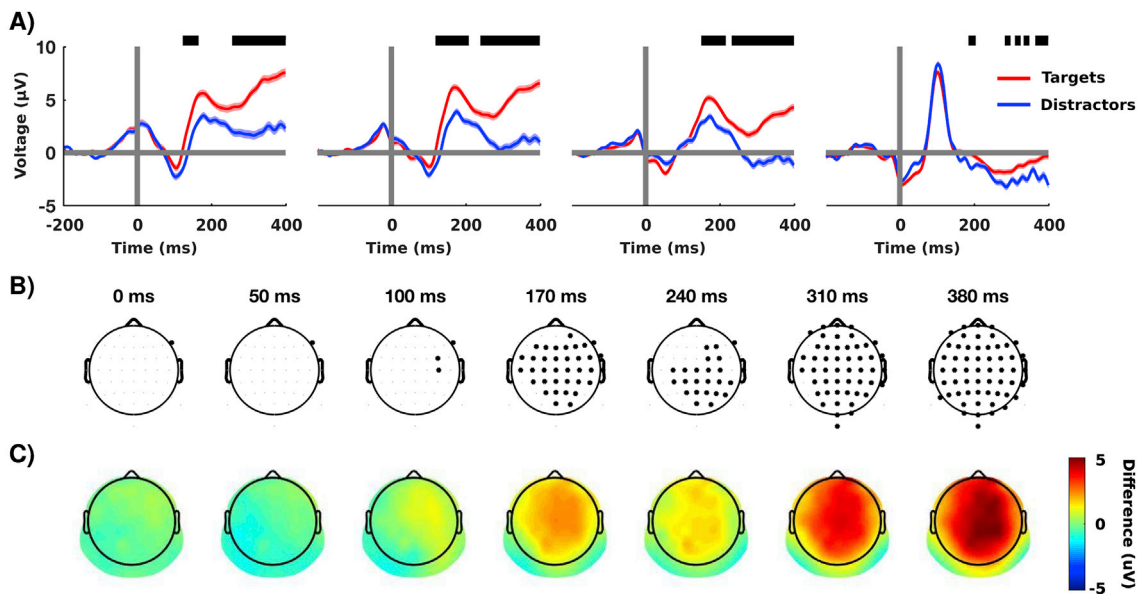 A)
Voltage (µV)
10
5
0
-5
Targets
Distractors
-200 0 200 400
0 200 400
0 200 400
0 200 400
Time (ms) Time (ms) Time (ms) Time (ms)
B)
0 ms 50 ms 100 ms 170 ms 240 ms 310 ms 380 ms
C)
5
0
-5
Difference (uV)